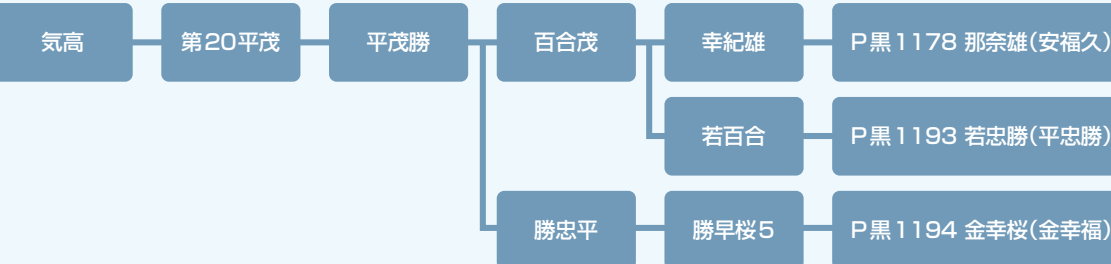 気高
第20平茂
平茂勝
百合茂
幸紀雄
P黒1178 那奈雄(安福久)
若百合
P黒1193 若忠勝(平忠勝)
勝忠平
勝早桜5
P黒1194 金幸桜(金幸福)